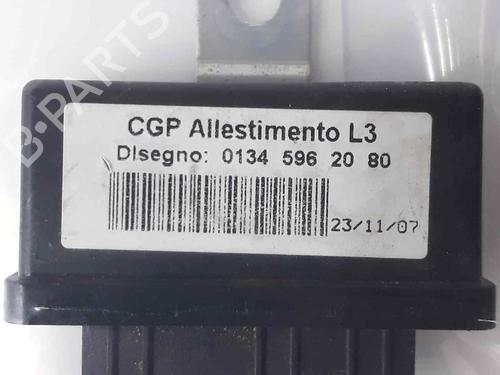 CGP Allestimento L3
Disegno: 0134 596 20 80
23/11/07
B-PARTS